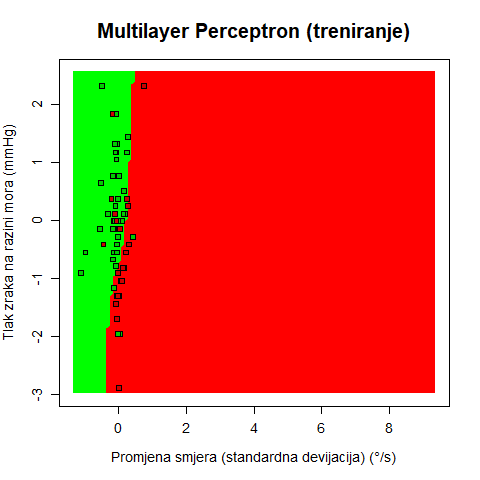 Multilayer Perceptron (treniranje)
Tlak zraka na razini mora (mmHg)
2
1
0
-1
-2
-3
0 2 4 6 8
Promjena smjera (standardna devijacija) (°/s)